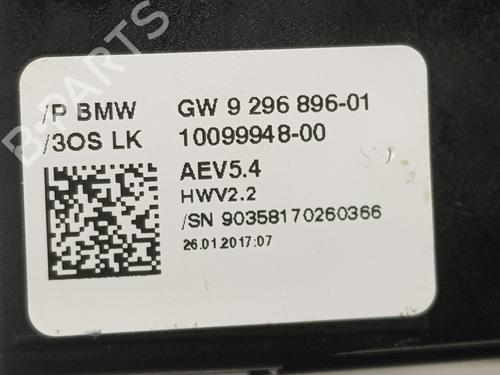 B-PARTS
/P BMW GW 9 296 896-01
/3OS LK 10099948-00
AEV5.4
HWV2.2
/SN 90358170260366
26.01.2017:07